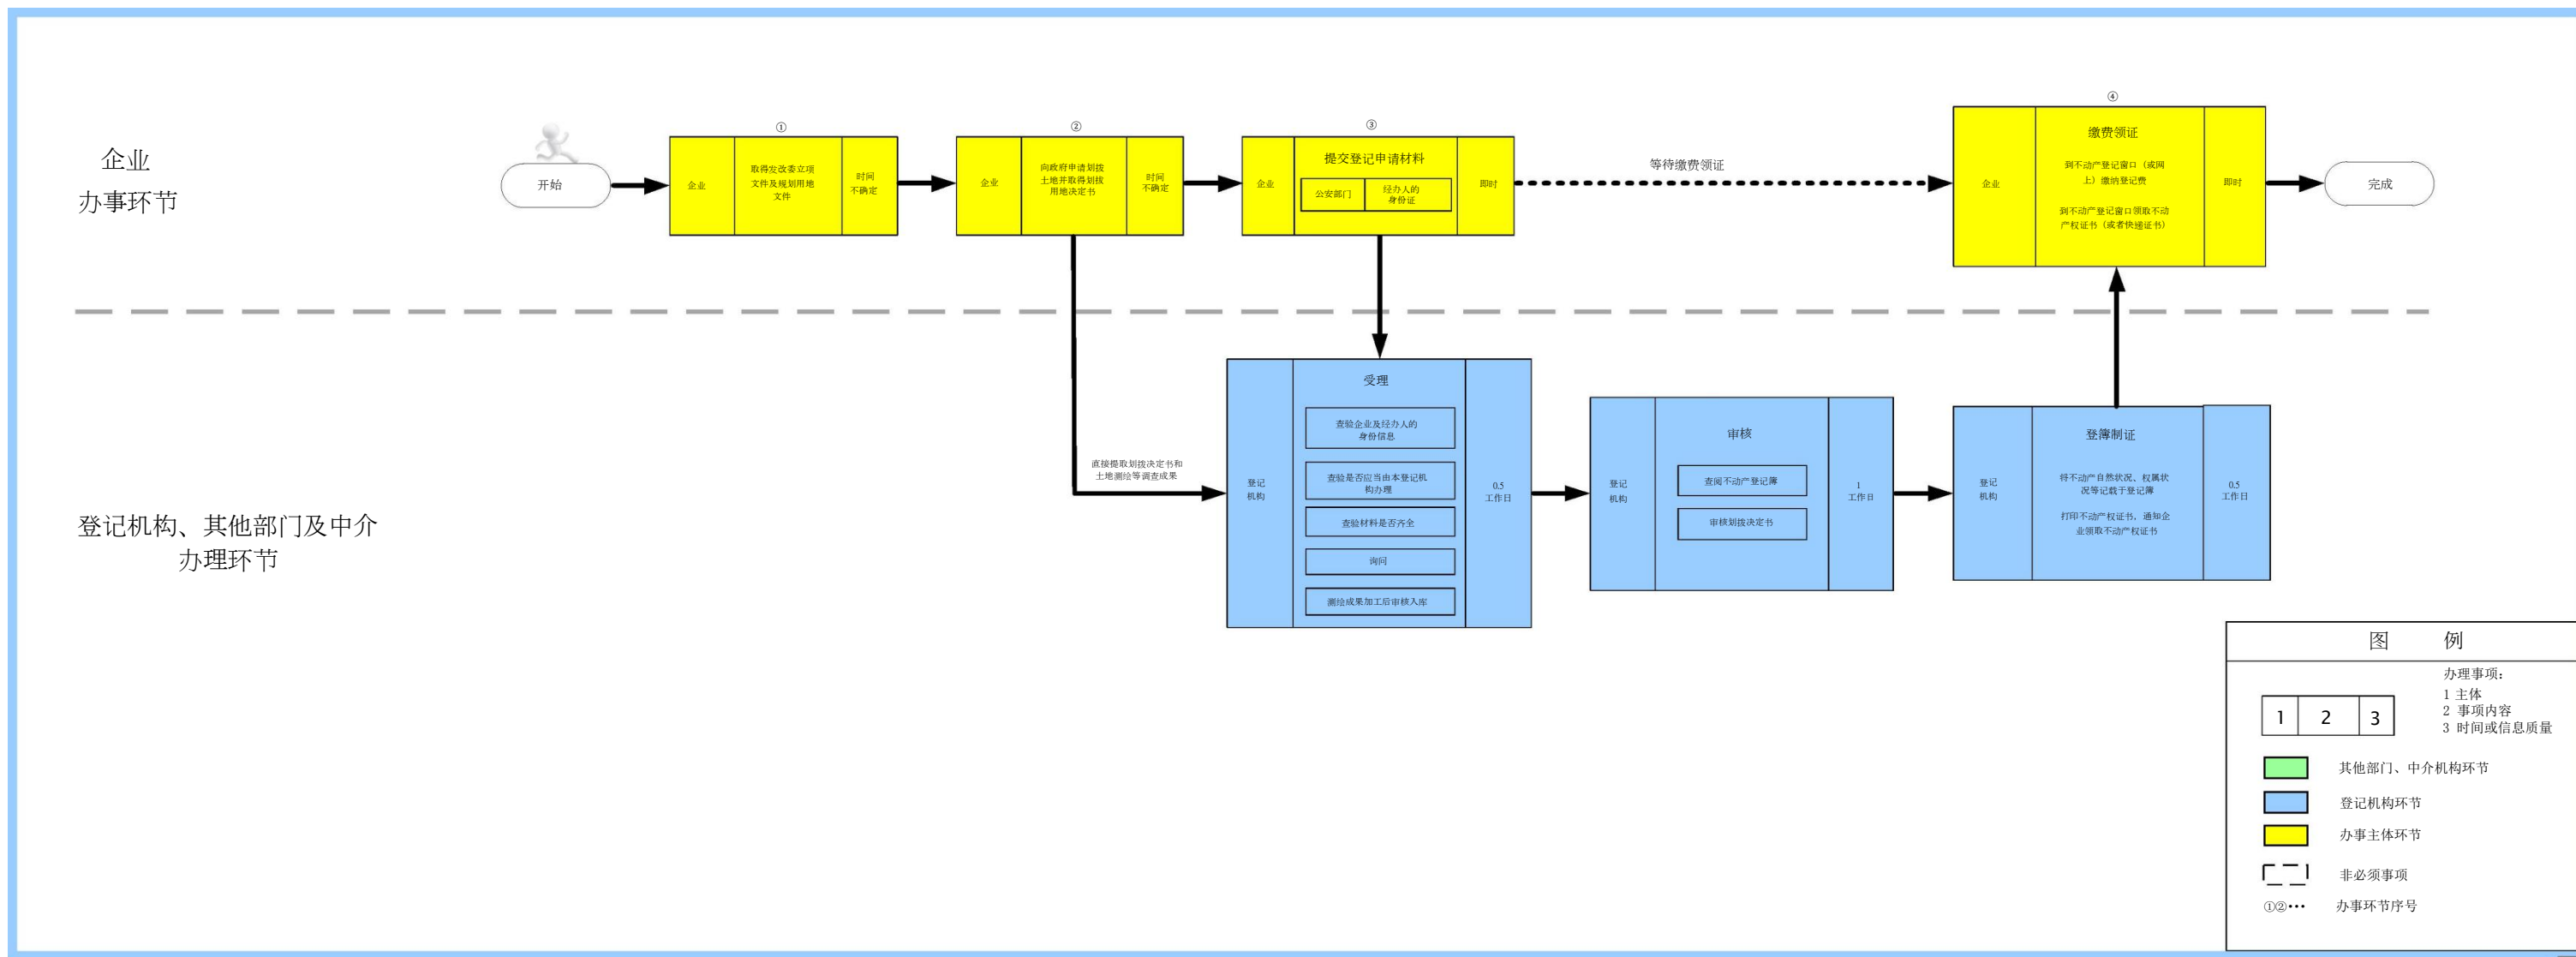 企业
办事环节
开始
①
企业
取得发改委立项
文件及规划用地
文件
时间
不确定
②
企业
向政府申请划拨
土地并取得划拨
用地决定书
时间
不确定
③
企业
提交登记申请材料
公安部门
经办人的
身份证
即时
等待缴费领证
④
企业
缴费领证
到不动产登记窗口（或网
上）缴纳登记费
到不动产登记窗口领取不动
产权证书（或者快递证书）
即时
完成
登记机构、其他部门及中介
办理环节
直接提取划拨决定书和
土地测绘等调查成果
登记
机构
受理
查验企业及经办人的
身份信息
查验是否应当由本登记机
构办理
查验材料是否齐全
询问
测绘成果加工后审核入库
0.5
工作日
登记
机构
审核
查阅不动产登记簿
审核划拨决定书
1
工作日
登记
机构
登簿制证
将不动产自然状况、权属状
况等记载于登记簿
打印不动产权证书，通知企
业领取不动产权证书
0.5
工作日
图 例
办理事项：
1 主体
2 事项内容
3 时间或信息质量
1 2 3
其他部门、中介机构环节
登记机构环节
办事主体环节
非必须事项
①②··· 办事环节序号